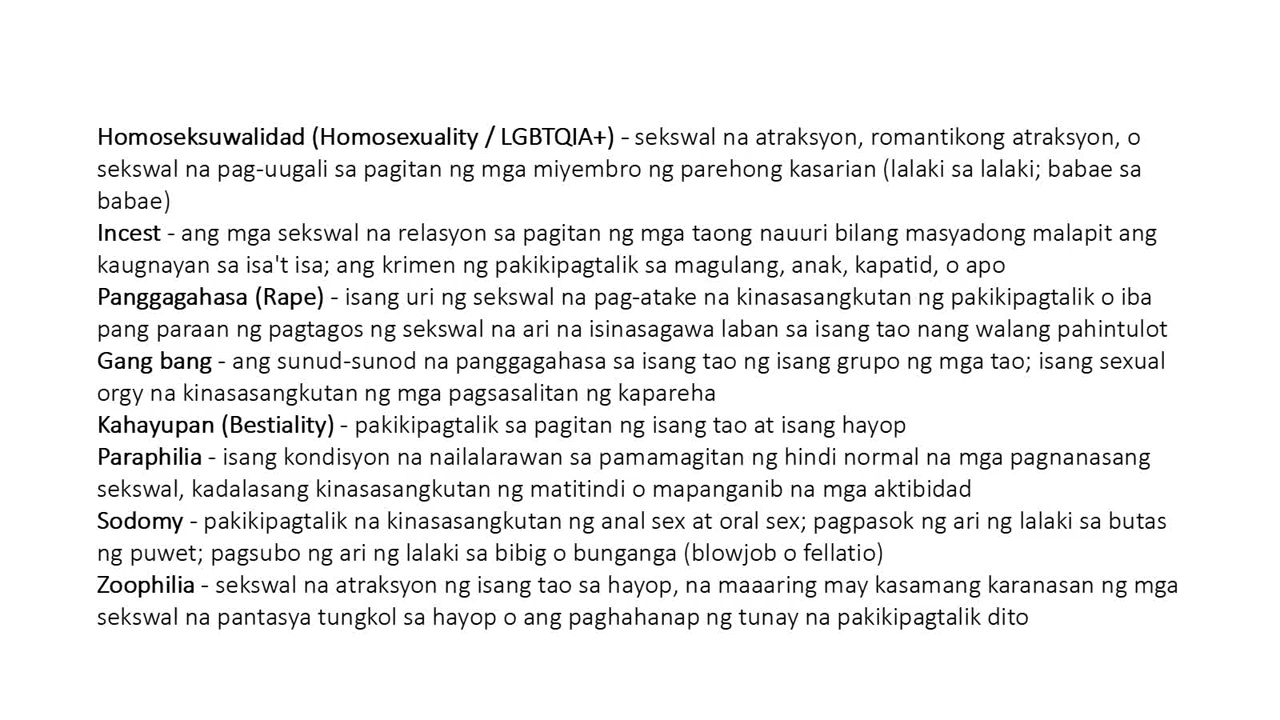 Homoseksuwalidad (Homosexuality / LGBTQIA+) - sekswal na atraksyon, romantikong atraksyon, o
sekswal na pag-uugali sa pagitan ng mga miyembro ng parehong kasarian (lalaki sa lalaki; babae sa
babae)
Incest - ang mga sekswal na relasyon sa pagitan ng mga taong nauuri bilang masyadong malapit ang
kaugnayan sa isa't isa; ang krimen ng pakikipagtalik sa magulang, anak, kapatid, o apo
Panggagahasa (Rape) - isang uri ng sekswal na pag-atake na kinasasangkutan ng pakikipagtalik o iba
pang paraan ng pagtagos ng sekswal na ari na isinasagawa laban sa isang tao nang walang pahintulot
Gang bang - ang sunud-sunod na panggagahasa sa isang tao ng isang grupo ng mga tao; isang sexual
orgy na kinasasangkutan ng mga pagsasalitan ng kapareha
Kahayupan (Bestiality) - pakikipagtalik sa pagitan ng isang tao at isang hayop
Paraphilia - isang kondisyon na nailalarawan sa pamamagitan ng hindi normal na mga pagnanasang
sekswal, kadalasang kinasasangkutan ng matitindi o mapanganib na mga aktibidad
Sodomy - pakikipagtalik na kinasasangkutan ng anal sex at oral sex; pagpasok ng ari ng lalaki sa butas
ng puwet; pagsubo ng ari ng lalaki sa bibig o bunganga (blowjob o fellatio)
Zoophilia - sekswal na atraksyon ng isang tao sa hayop, na maaaring may kasamang karanasan ng mga
sekswal na pantasya tungkol sa hayop o ang paghahanap ng tunay na pakikipagtalik dito